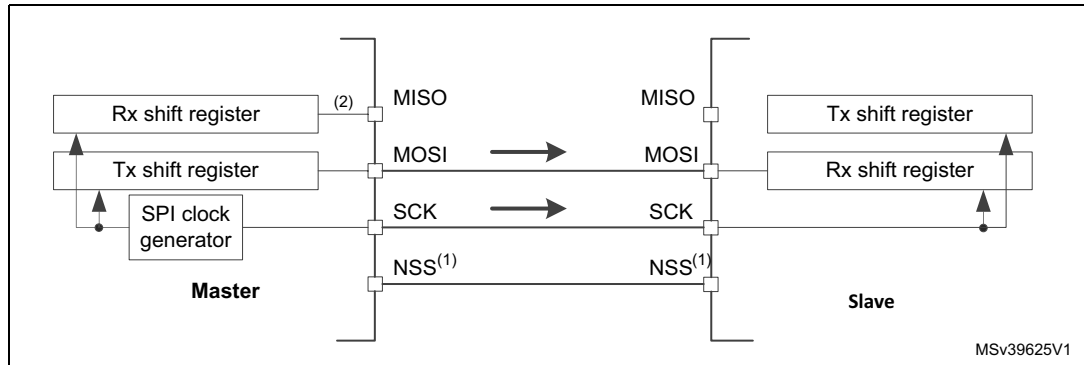 MISO
MISO
Rx shift register
(2)
Tx shift register
MOSI
MOSI
Tx shift register
Rx shift register
SPI clock
generator
SCK
SCK
NSS(1)
NSS(1)
Master
Slave
MSv39625V1